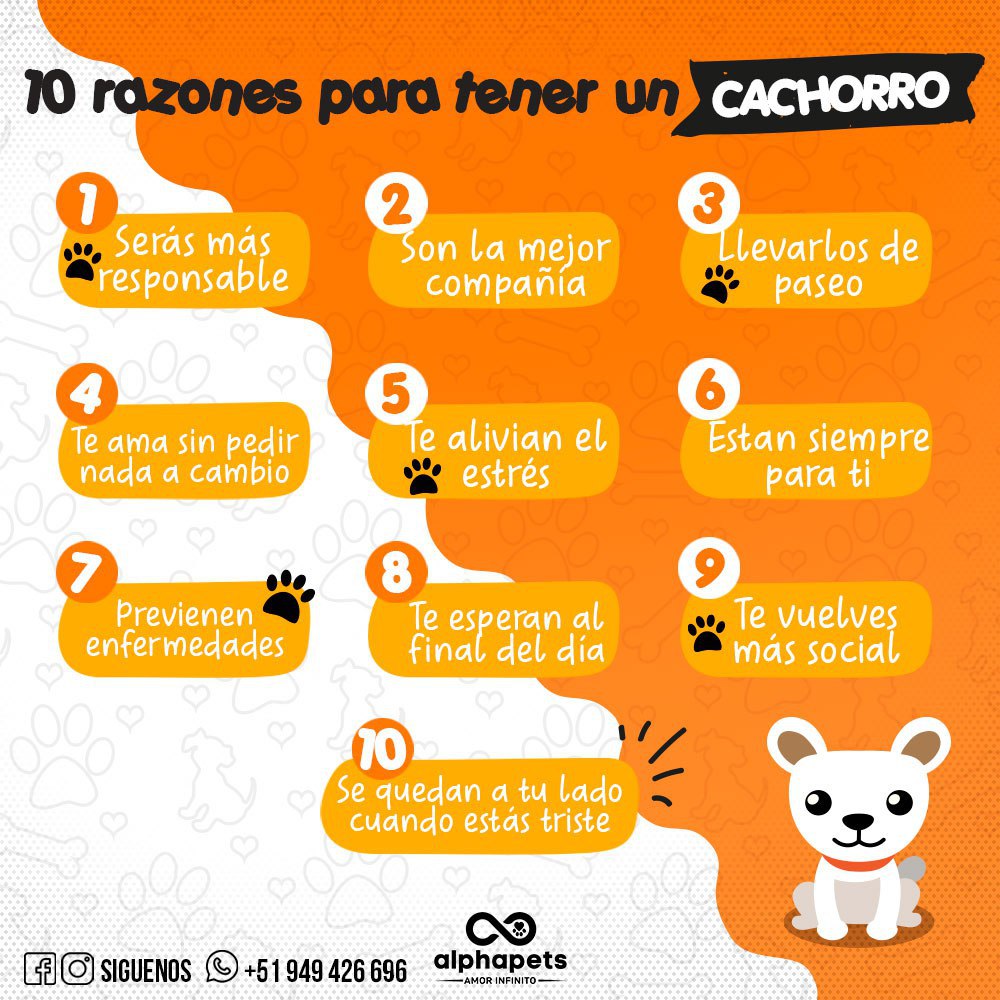 10 razones para tener un CACHORRO
1
Serás más
responsable
2
Son la mejor
compañía
3
Llevarlos de
paseo
4
Te ama sin pedir
nada a cambio
5
Te alivian el
estrés
6
Estan siempre
para ti
7
Previenen
enfermedades
8
Te esperan al
final del día
9
Te vuelves
más social
10
Se quedan a tu lado
cuando estás triste
SIGUENOS +51 949 426 696
alphapets
AMOR INFINITO